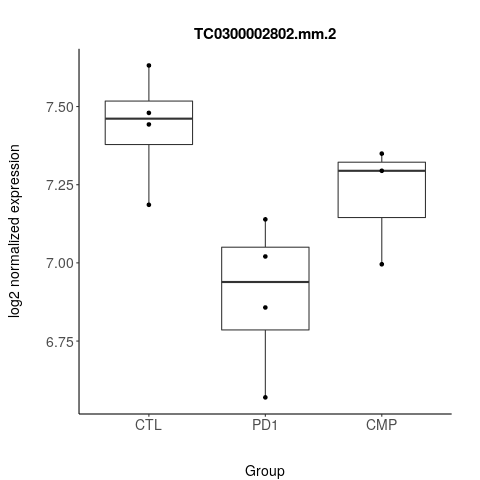 TC0300002802.mm.2
log2 normalized expression
7.50
7.25
7.00
6.75
CTL
PD1
CMP
Group